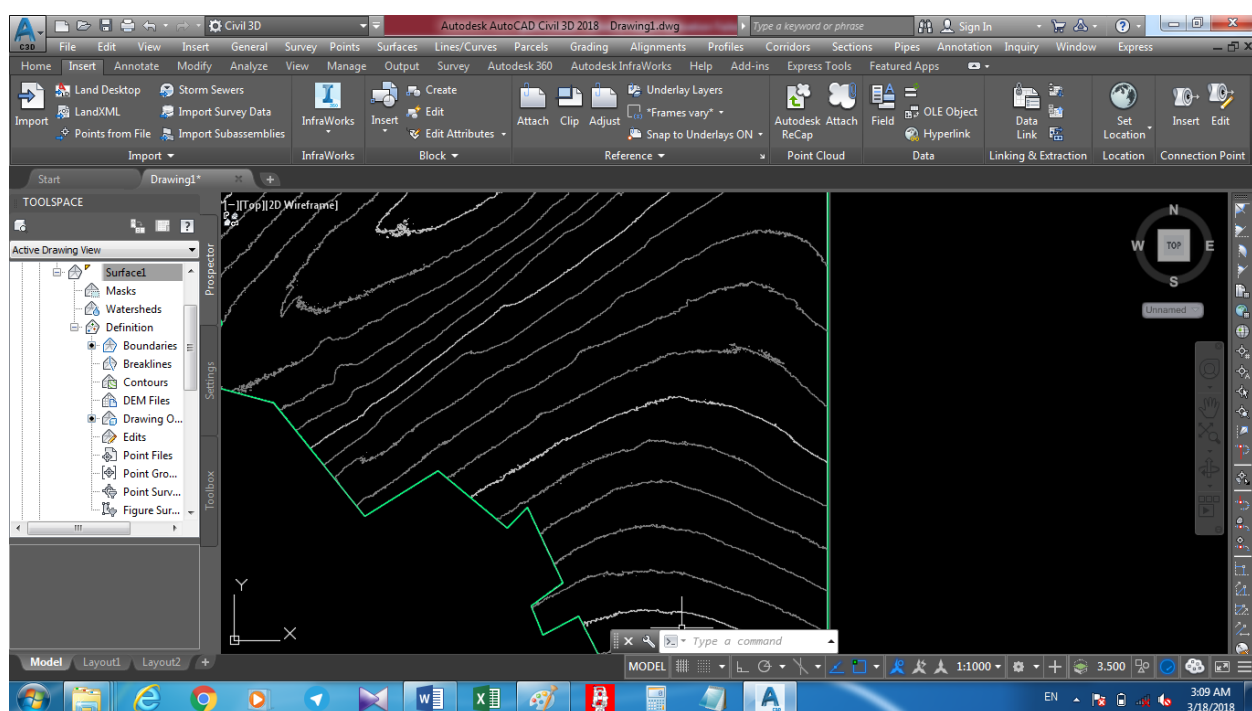 Civil 3D
Autodesk AutoCAD Civil 3D 2018 Drawing1.dwg
Type a keyword or phrase
Sign In
C3D
File Edit View Insert General Survey Points Surfaces Lines/Curves Parcels Grading Alignments Profiles Corridors Sections Pipes Annotation Inquiry Window Express
Home Insert Annotate Modify Analyze View Manage Output Survey Autodesk 360 Autodesk InfraWorks Help Add-ins Express Tools Featured Apps
Import
Land Desktop
LandXML
Points from File
Storm Sewers
Import Survey Data
Import Subassemblies
InfraWorks
Insert
Create
Edit
Edit Attributes
Attach
Clip
Adjust
Underlay Layers
*Frames vary*
Snap to Underlays ON
Autodesk ReCap
Attach
Field
OLE Object
Hyperlink
Data Link
Set Location
Insert
Edit
Import InfraWorks Block Reference Point Cloud Data Linking & Extraction Location Connection Point
Start Drawing1*
TOOLSPACE
Active Drawing View
Surface1
Masks
Watersheds
Definition
Boundaries
Breaklines
Contours
DEM Files
Drawing O...
Edits
Point Files
Point Gro...
Point Surv...
Figure Sur...
Prospector
Settings
Toolbox
[−][Top][2D Wireframe]
N
W TOP E
S
Unnamed
Y
X
Type a command
Model Layout1 Layout2 +
MODEL 1:1000 3.500
EN
3:09 AM
3/18/2018